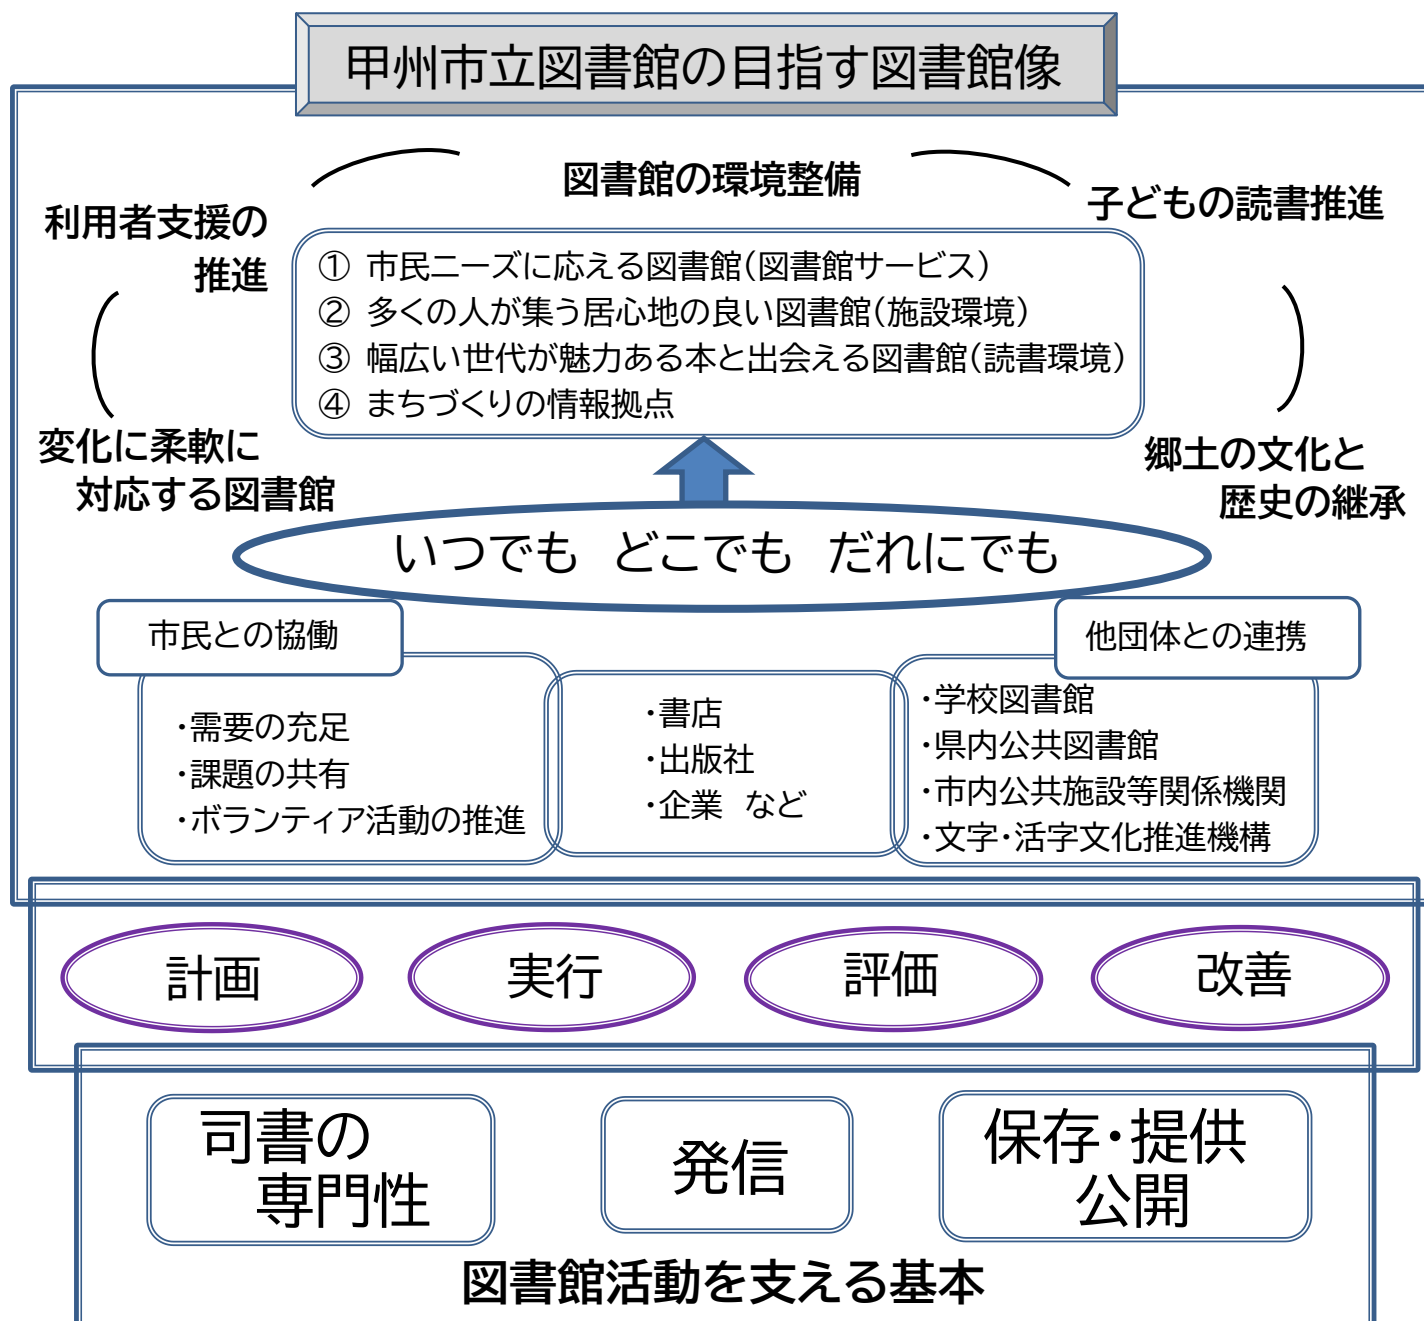 甲州市立図書館の目指す図書館像
図書館の環境整備
子どもの読書推進
利用者支援の
推進
① 市民ニーズに応える図書館(図書館サービス)
② 多くの人が集う居心地の良い図書館(施設環境)
③ 幅広い世代が魅力ある本と出会える図書館(読書環境)
④ まちづくりの情報拠点
変化に柔軟に
対応する図書館
郷土の文化と
歴史の継承
いつでも どこでも だれにでも
市民との協働
・需要の充足
・課題の共有
・ボランティア活動の推進
・書店
・出版社
・企業 など
他団体との連携
・学校図書館
・県内公共図書館
・市内公共施設等関係機関
・文字・活字文化推進機構
計画
実行
評価
改善
司書の
専門性
発信
保存・提供
公開
図書館活動を支える基本